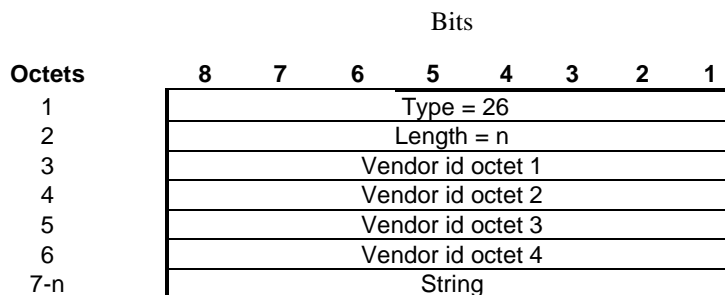 Bits
Octets 8 7 6 5 4 3 2 1
1 Type = 26
2 Length = n
3 Vendor id octet 1
4 Vendor id octet 2
5 Vendor id octet 3
6 Vendor id octet 4
7-n String